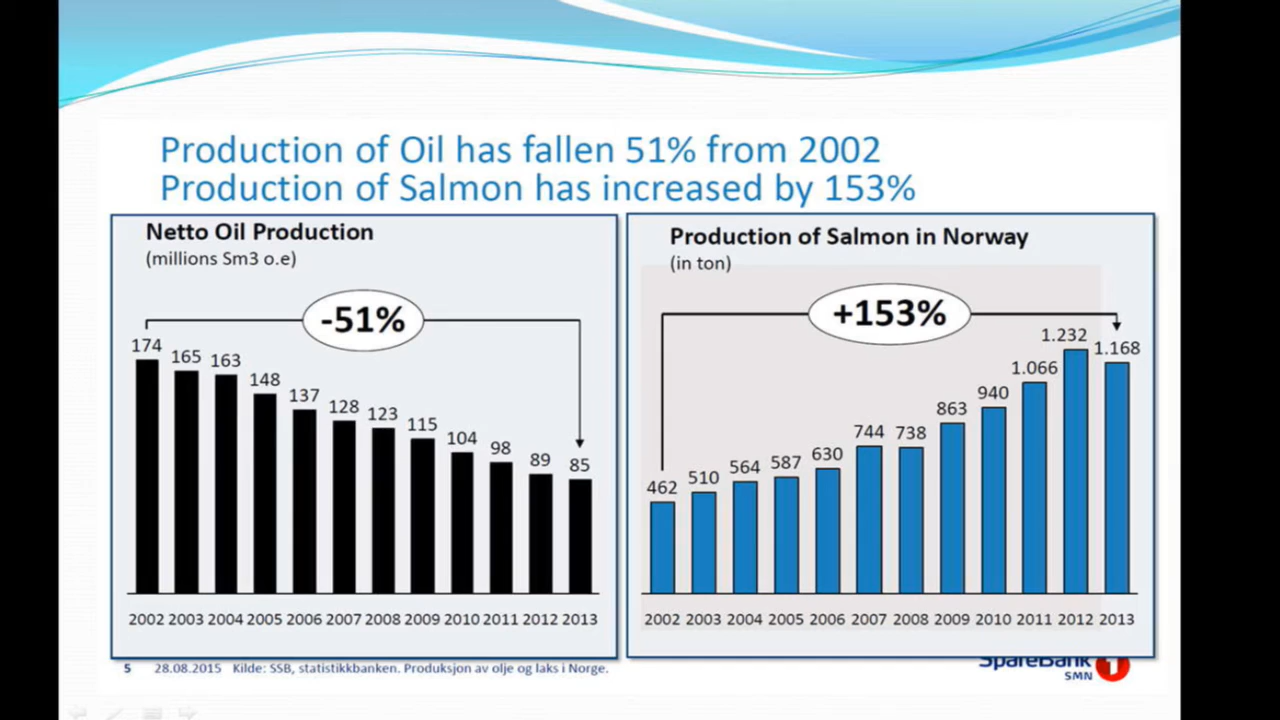 Production of Oil has fallen 51% from 2002
Production of Salmon has increased by 153%
Netto Oil Production
(millions Sm3 o.e)
-51%
174 165 163 148 137 128 123 115 104 98 89 85
2002 2003 2004 2005 2006 2007 2008 2009 2010 2011 2012 2013
Production of Salmon in Norway
(in ton)
+153%
462 510 564 587 630 744 738 863 940 1.066 1.232 1.168
2002 2003 2004 2005 2006 2007 2008 2009 2010 2011 2012 2013
5 28.08.2015 Kilde: SSB, statistikkbanken. Produksjon av olje og laks i Norge.
SpareBank 1
SMN